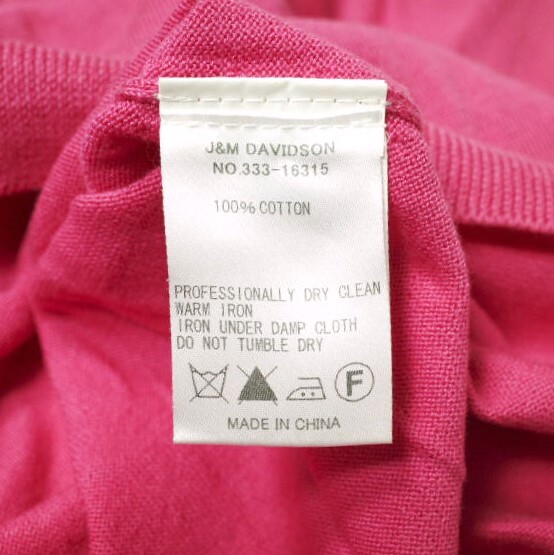 J&M DAVIDSON
NO.333-16315
100% COTTON
PROFESSIONALLY DRY CLEAN
WARM IRON
IRON UNDER DAMP CLOTH
DO NOT TUMBLE DRY
F
MADE IN CHINA